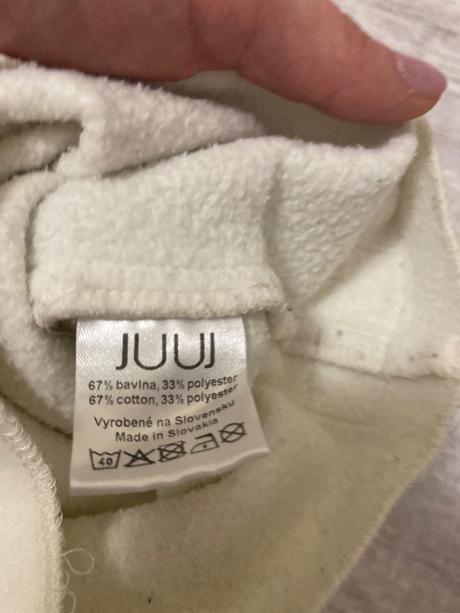 JUUJ
67% bavlna, 33% polyester
67% cotton, 33% polyester
Vyrobené na Slovensku
Made in Slovakia
40